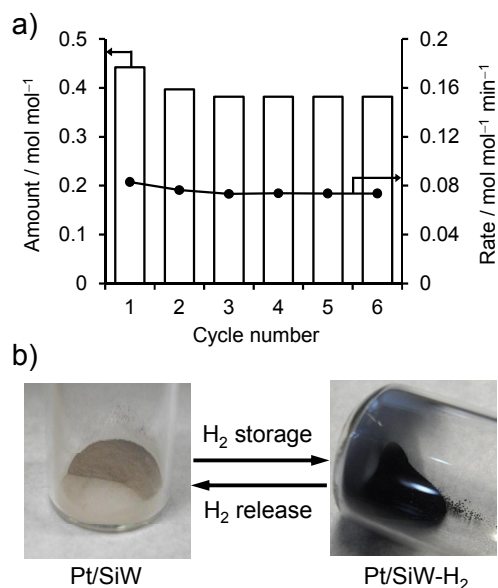 a)
0.5
0.4
0.3
0.2
0.1
0
Amount / mol mol⁻¹
0.2
0.16
0.12
0.08
0.04
0
Rate / mol mol⁻¹ min⁻¹
1 2 3 4 5 6
Cycle number
b)
H₂ storage
H₂ release
Pt/SiW
Pt/SiW-H₂